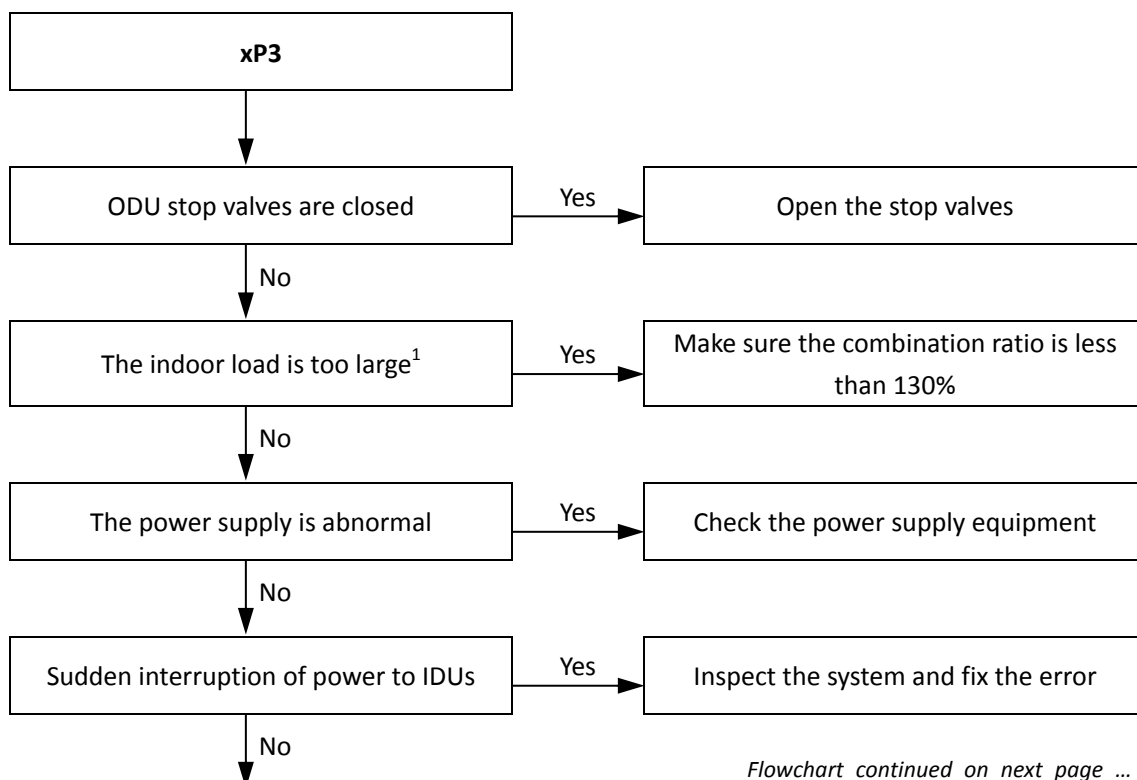 xP3
ODU stop valves are closed
Yes
Open the stop valves
No
The indoor load is too large¹
Yes
Make sure the combination ratio is less
than 130%
No
The power supply is abnormal
Yes
Check the power supply equipment
No
Sudden interruption of power to IDUs
Yes
Inspect the system and fix the error
No
Flowchart continued on next page …